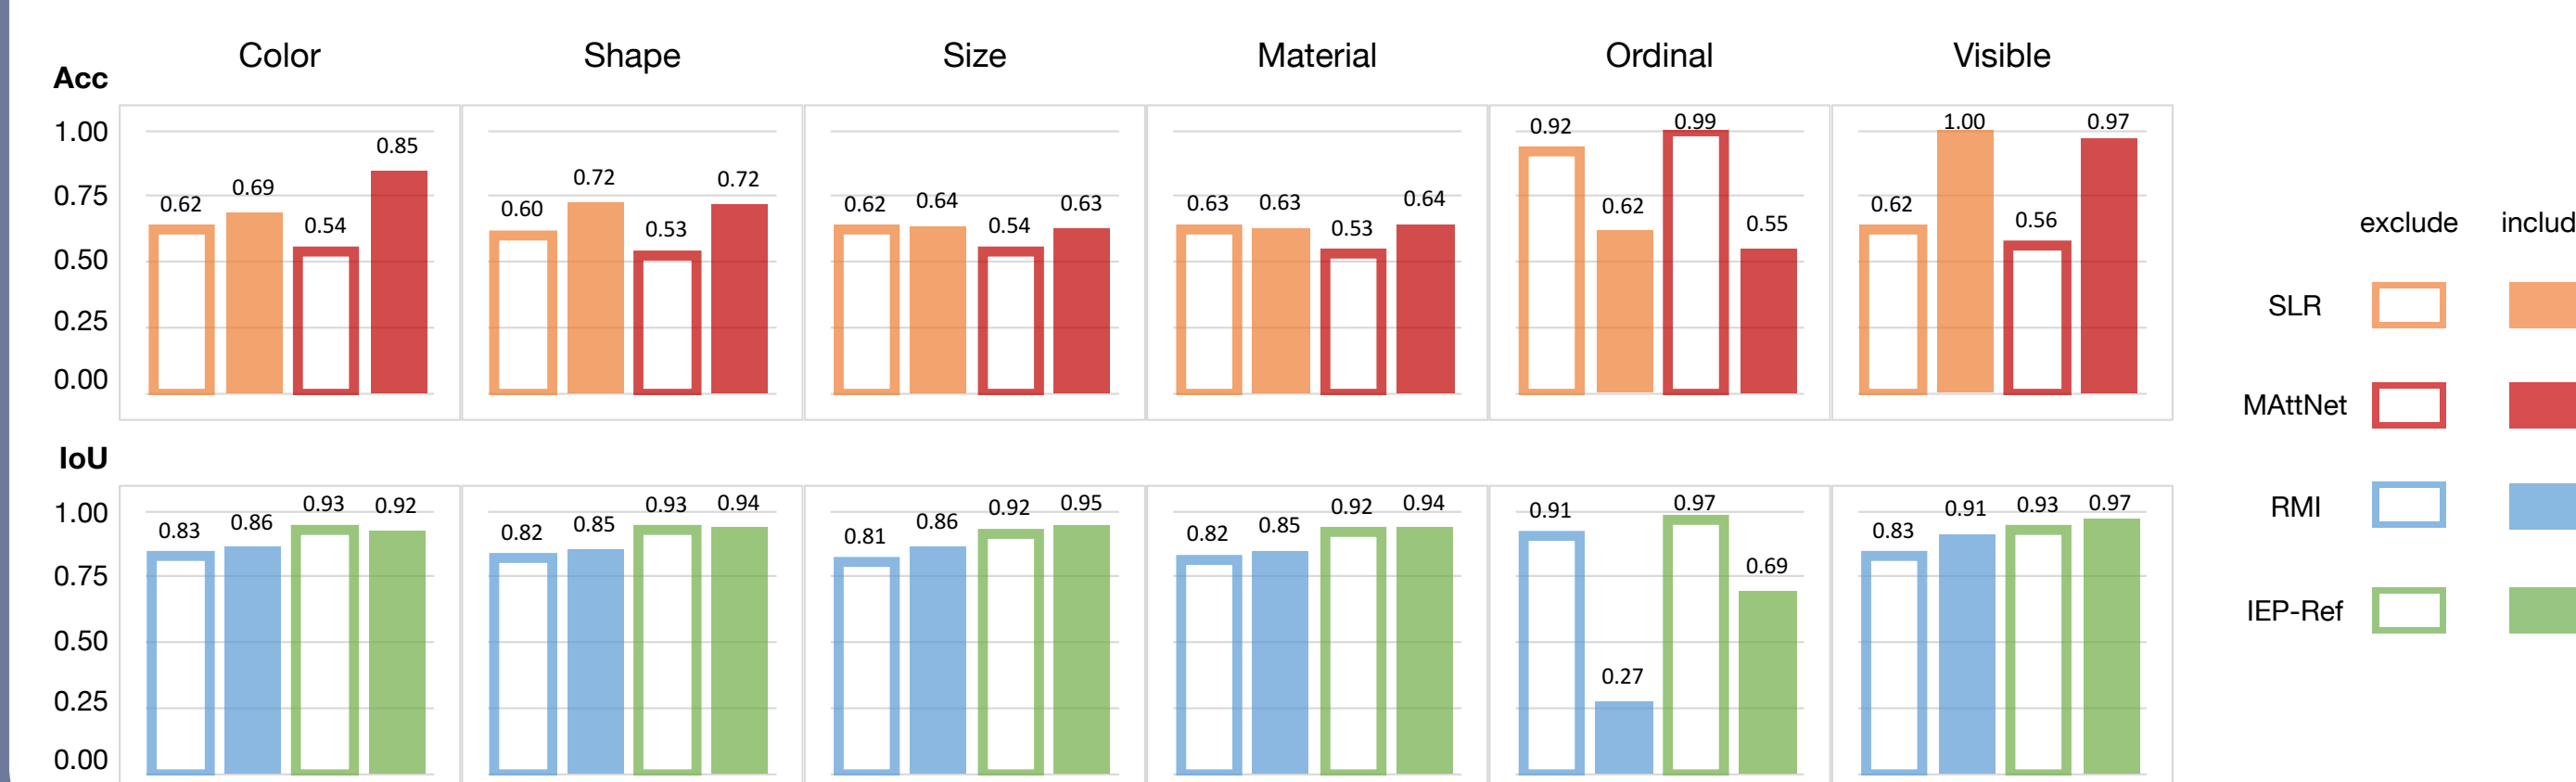 Color Shape Size Material Ordinal Visible
Acc
1.00
0.75
0.50
0.25
0.00
0.62 0.69 0.54 0.85
0.60 0.72 0.53 0.72
0.62 0.64 0.54 0.63
0.63 0.63 0.53 0.64
0.92 0.62 0.99 0.55
0.62 1.00 0.56 0.97
IoU
1.00
0.75
0.50
0.25
0.00
0.83 0.86 0.93 0.92
0.82 0.85 0.93 0.94
0.81 0.86 0.92 0.95
0.82 0.85 0.92 0.94
0.91 0.27 0.97 0.69
0.83 0.91 0.93 0.97
exclude includ
SLR
MAttNet
RMI
IEP-Ref